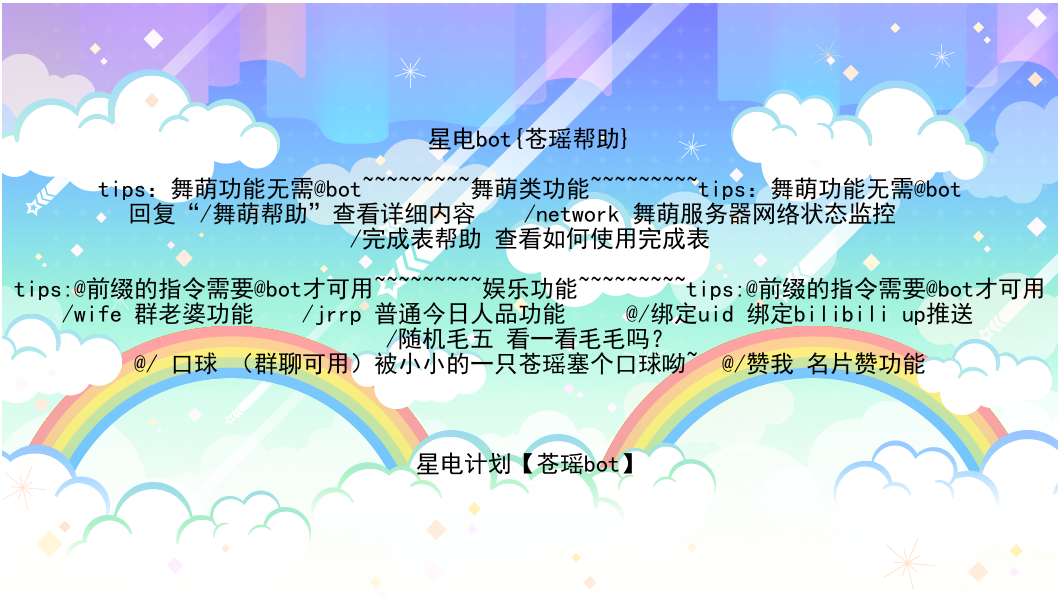 星电bot{苍瑶帮助}
tips：舞萌功能无需@bot~~~~~~~~~舞萌类功能~~~~~~~~~tips：舞萌功能无需@bot
回复“/舞萌帮助”查看详细内容    /network 舞萌服务器网络状态监控
/完成表帮助 查看如何使用完成表
tips:@前缀的指令需要@bot才可用~~~~~~~~~娱乐功能~~~~~~~~~tips:@前缀的指令需要@bot才可用
/wife 群老婆功能    /jrrp 普通今日人品功能     @/绑定uid 绑定bilibili up推送
/随机毛五 看一看毛毛吗？
@/ 口球 （群聊可用）被小小的一只苍瑶塞个口球呦~  @/赞我 名片赞功能
星电计划【苍瑶bot】